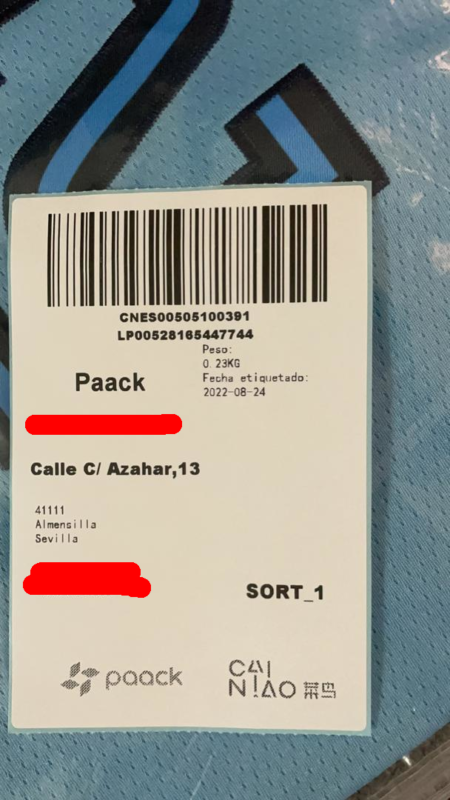 CNES00505100391
LP00528165447744
Peso:
0.23KG
Fecha etiquetado:
2022-08-24
Paack
Calle C/ Azahar,13
41111
Almensilla
Sevilla
SORT_1
paack
CAI
NIAO 菜鸟